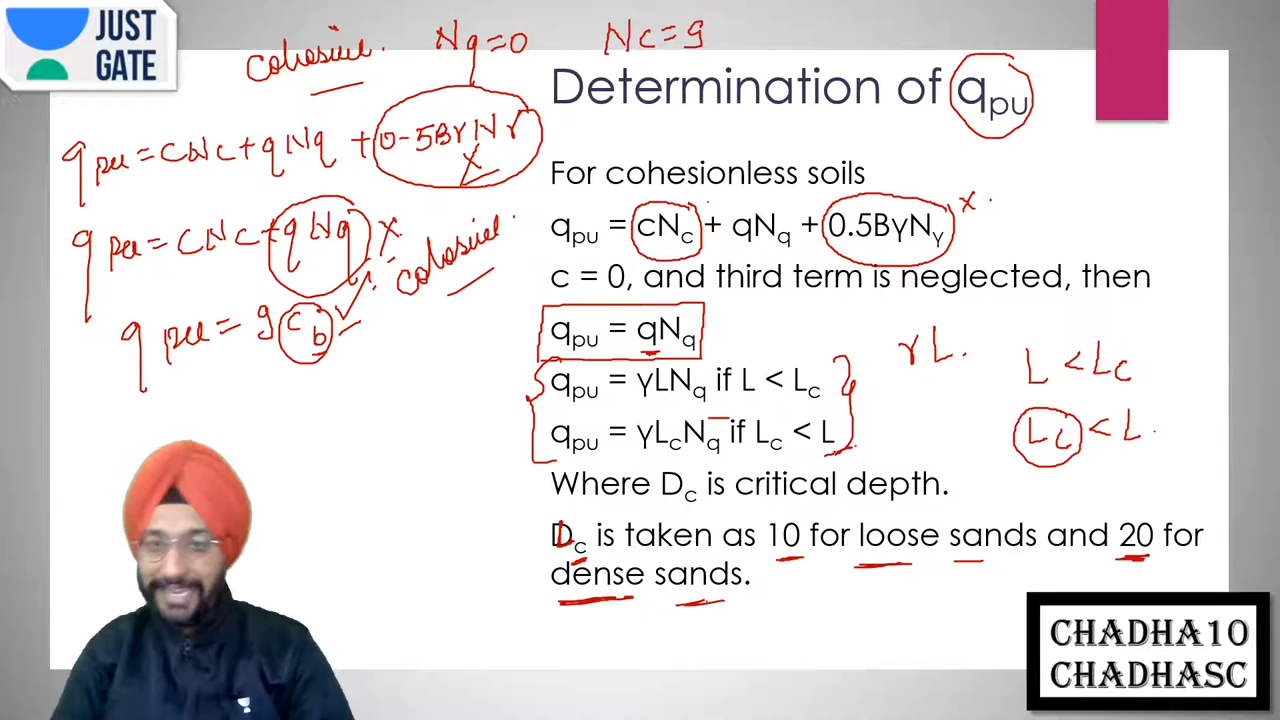 JUST
GATE
cohesive. Nq=0 Nc=9
Determination of qpu
qpu = CNc + qNq + 0.5BγNγ X
For cohesionless soils
qpu = cNc + qNq + 0.5BγNγ X
qpu = CNc + qNq X cohesive
c = 0, and third term is neglected, then
qpu = 9 Cb
qpu = qNq
γL.
qpu = γLNq if L < Lc
L < Lc
qpu = γLcNq if Lc < L
Lc < L.
Where Dc is critical depth.
Dc is taken as 10 for loose sands and 20 for
L
dense sands.
CHADHA10
CHADHASC